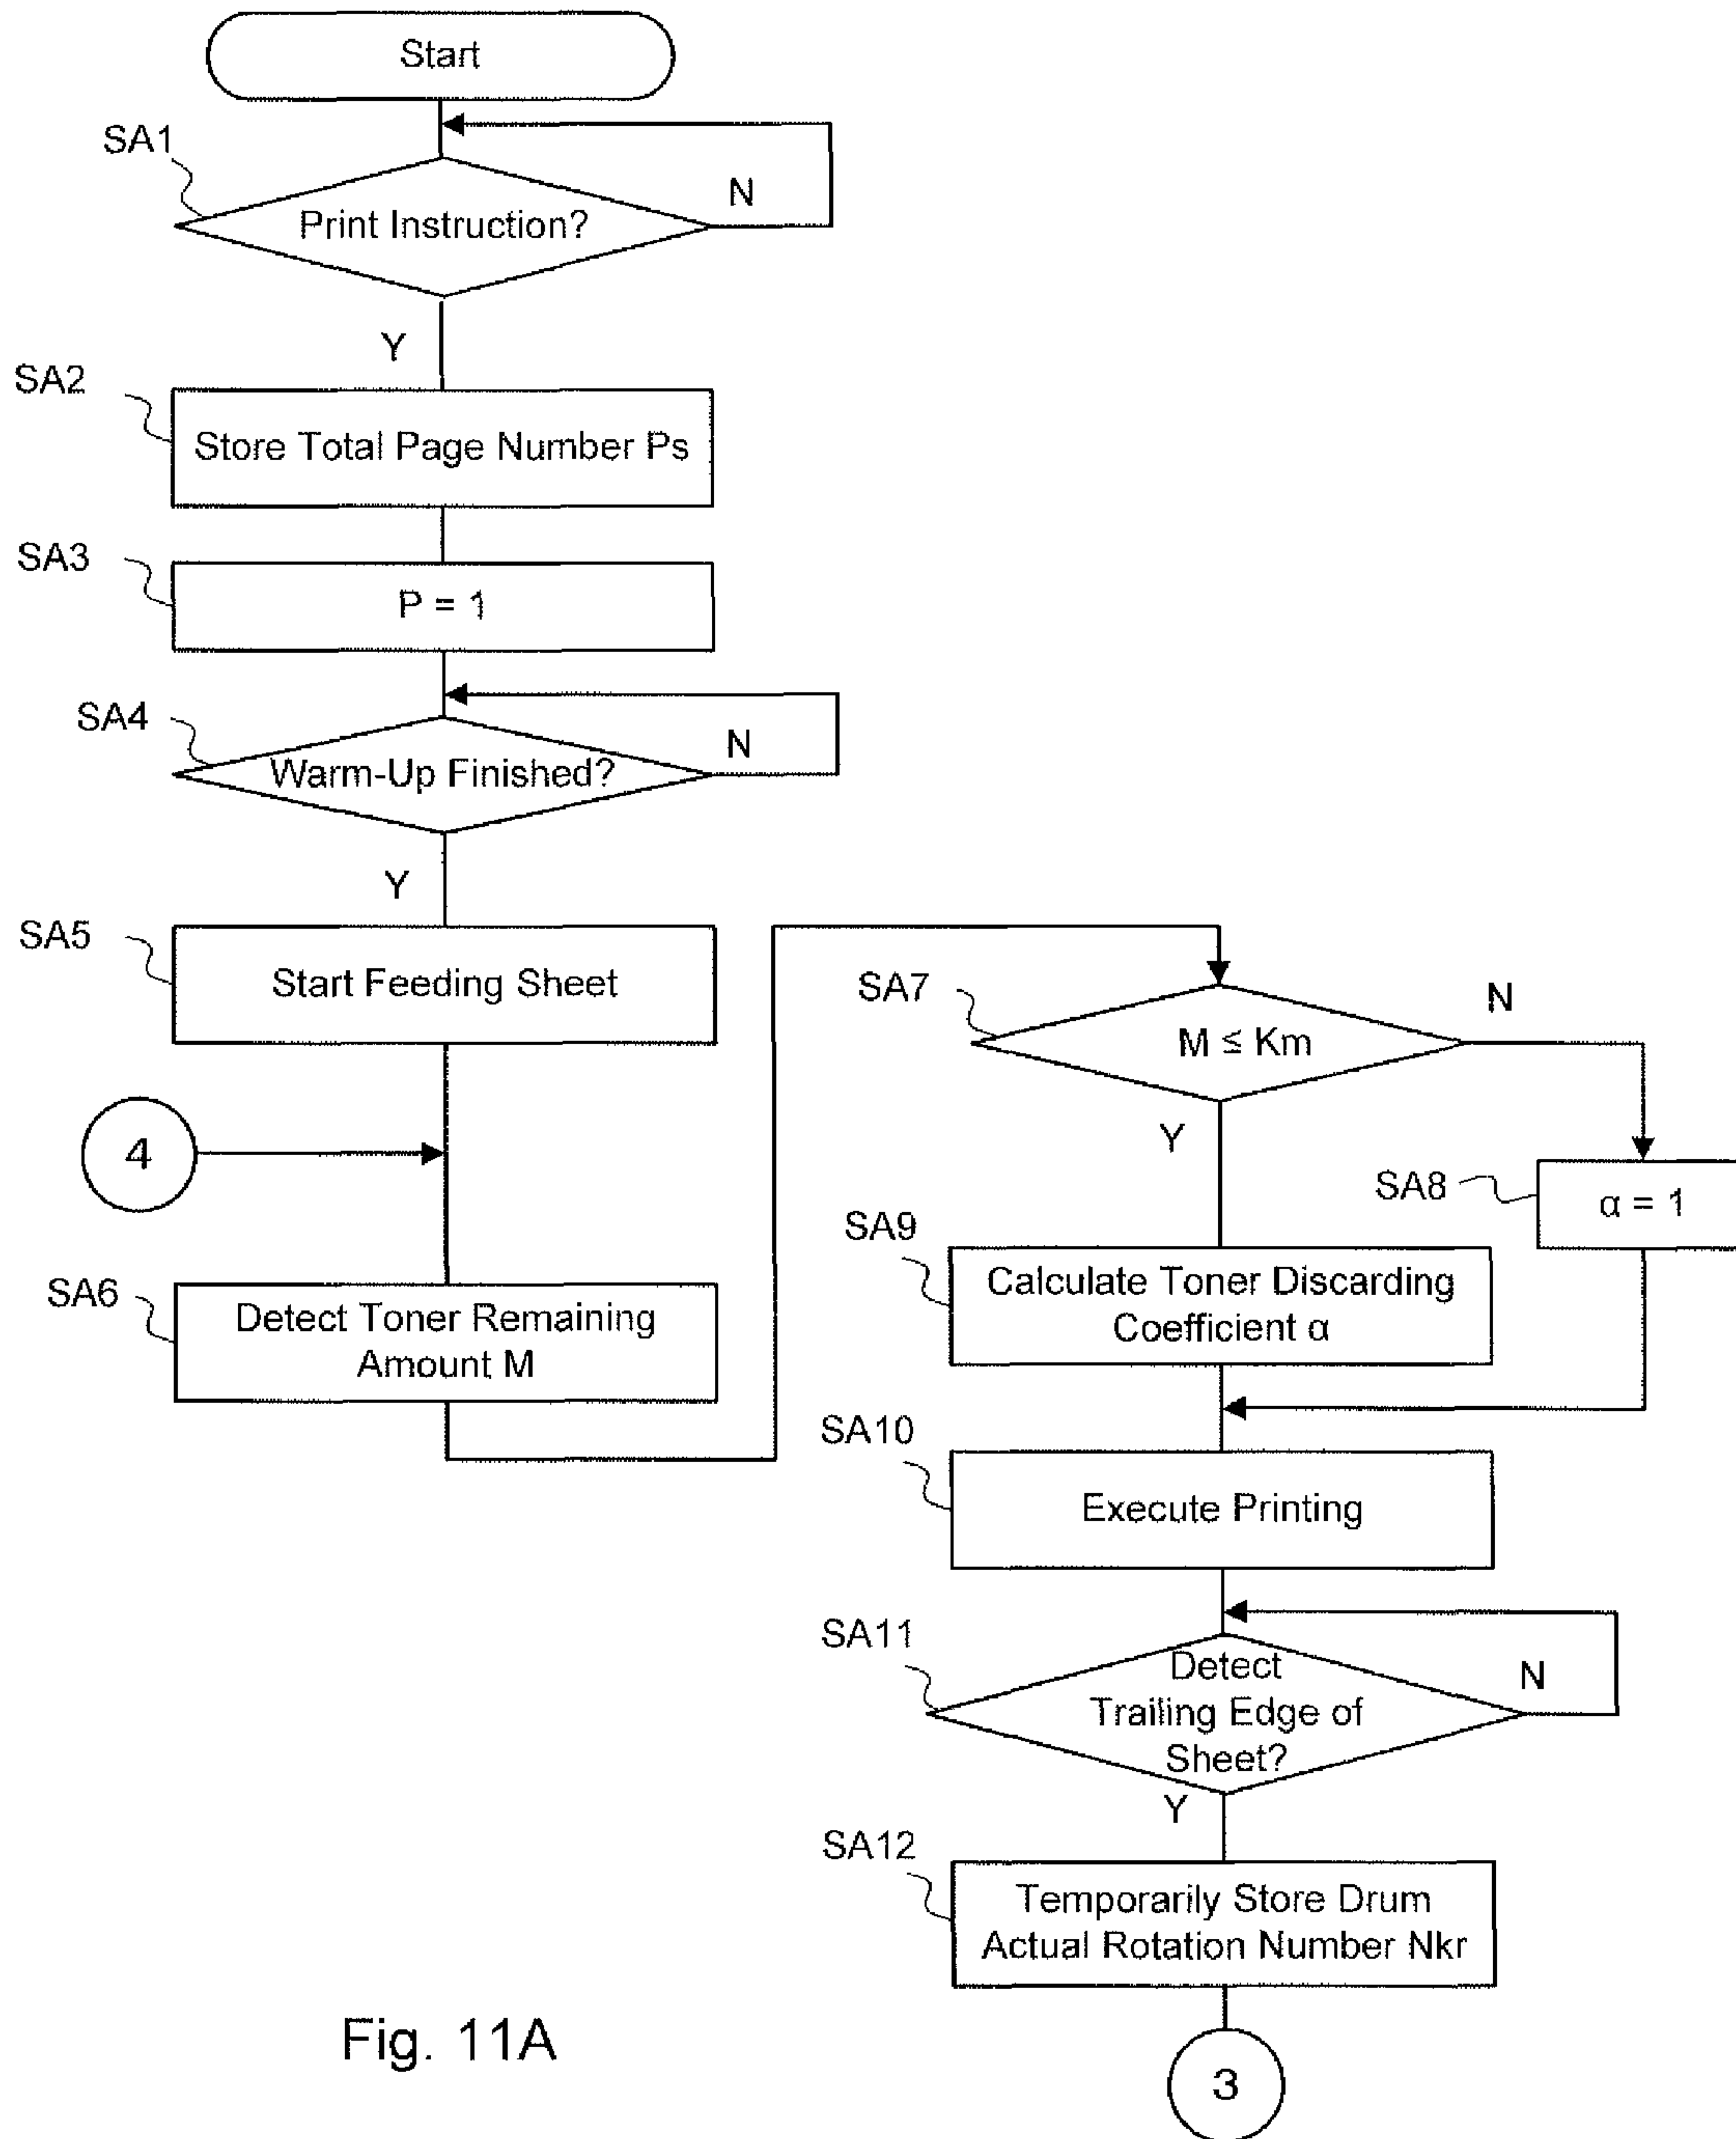 Start
SA1
Print Instruction?
N
Y
SA2
Store Total Page Number Ps
SA3
P = 1
SA4
Warm-Up Finished?
N
Y
SA5
Start Feeding Sheet
4
SA6
Detect Toner Remaining
Amount M
SA7
M ≤ Km
N
Y
SA8
α = 1
SA9
Calculate Toner Discarding
Coefficient α
SA10
Execute Printing
SA11
Detect
Trailing Edge of
Sheet?
N
Y
SA12
Temporarily Store Drum
Actual Rotation Number Nkr
3
Fig. 11A